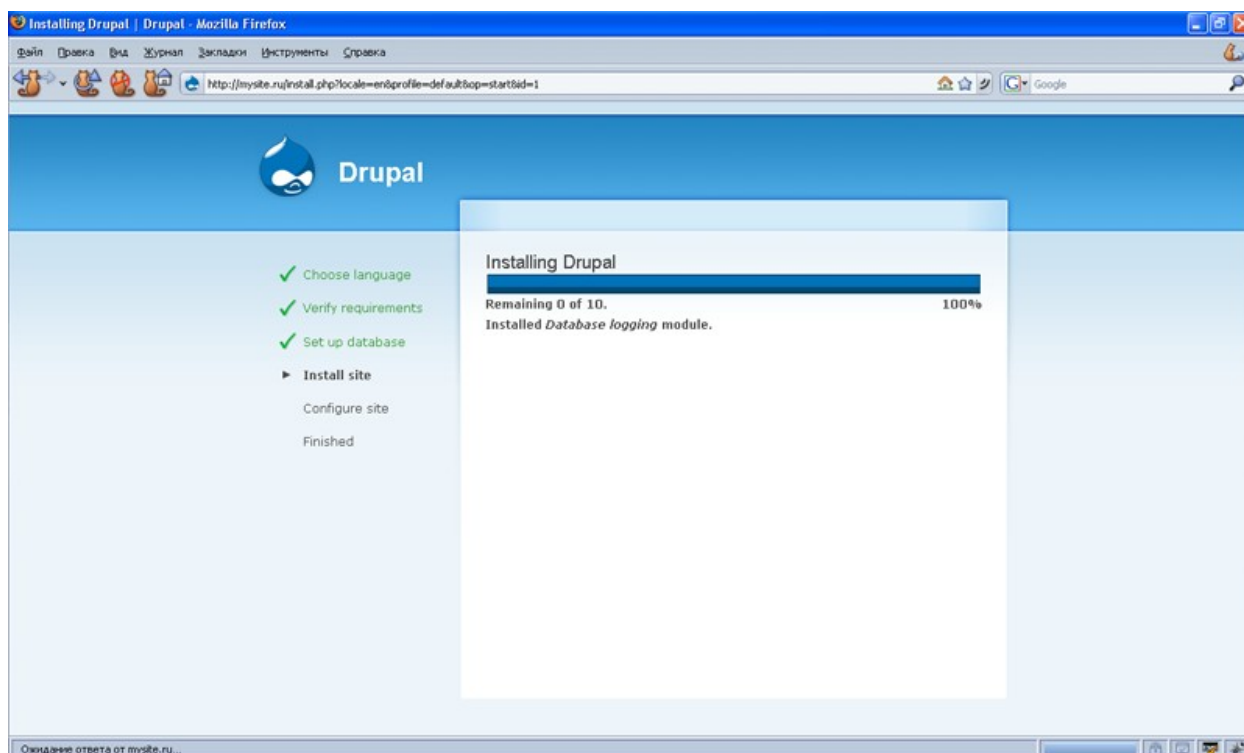 Installing Drupal | Drupal - Mozilla Firefox
Файл Правка Вид Журнал Закладки Инструменты Справка
http://mysite.ru/install.php?locale=en&profile=default&op=start&id=1
Google
Drupal
Choose language
Verify requirements
Set up database
Install site
Configure site
Finished
Installing Drupal
Remaining 0 of 10. 100%
Installed Database logging module.
Ожидание ответа от mysite.ru...